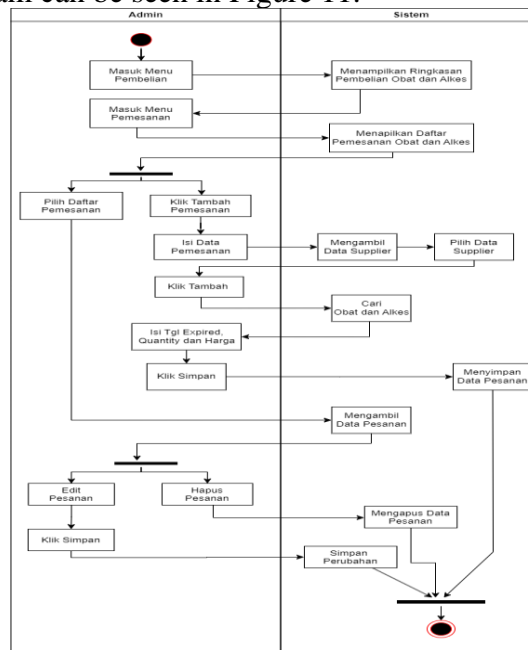 am can be seen in Figure 11.
Admin
Sistem
Masuk Menu
Pembelian
Menampilkan Ringkasan
Pembelian Obat dan Alkes
Masuk Menu
Pemesanan
Menapilkan Daftar
Pemesanan Obat dan Alkes
Pilih Daftar
Pemesanan
Klik Tambah
Pemesanan
Isi Data
Pemesanan
Mengambil
Data Supplier
Pilih Data
Supplier
Klik Tambah
Cari
Obat dan Alkes
Isi Tgl Expired,
Quantity dan Harga
Klik Simpan
Menyimpan
Data Pesanan
Mengambil
Data Pesanan
Edit
Pesanan
Hapus
Pesanan
Mengapus Data
Pesanan
Klik Simpan
Simpan
Perubahan